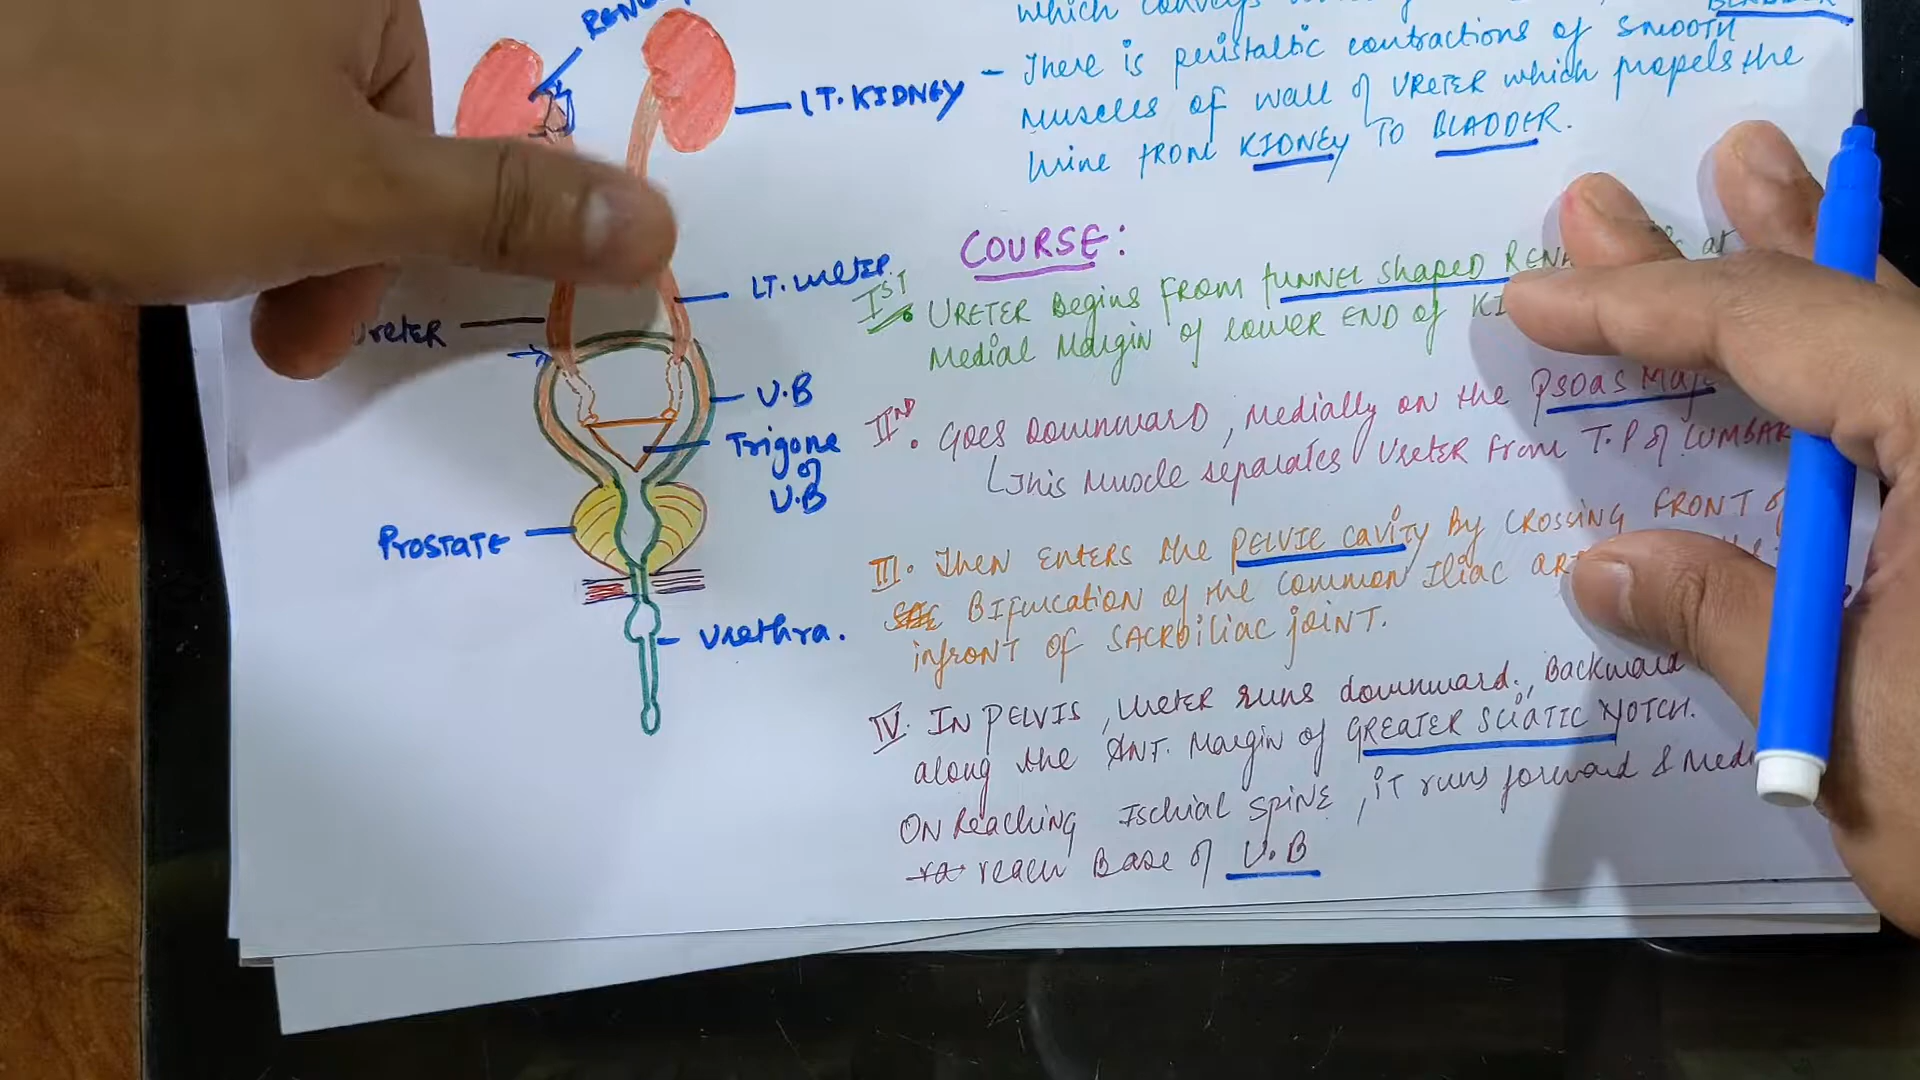 LT. KIDNEY
LT. ureter
ureter
U.B
Trigone
of
U.B
Prostate
Urethra.
which conveys
BLADDER
- There is peristaltic contractions of smooth
Muscles of wall of URETER which propels the
Urine from KIDNEY TO BLADDER.
COURSE:
IST
URETER Begins from funnel shaped at
Medial Margin of lower END of
IIND. Goes Downward, Medially on the Psoas
(This Muscle separates Ureter from T.P of LUMBAR
III. Then enters the PELVIC cavity By crossing FRONT of
Bifurcation of the common Iliac
infront of SACROiliac joint.
IV. IN PELVIS, Ureter runs downward, Backward
along the ANT. Margin of GREATER SCIATIC NOTCH.
ON Reaching Ischial Spine, it runs forward &
reach Base of U.B